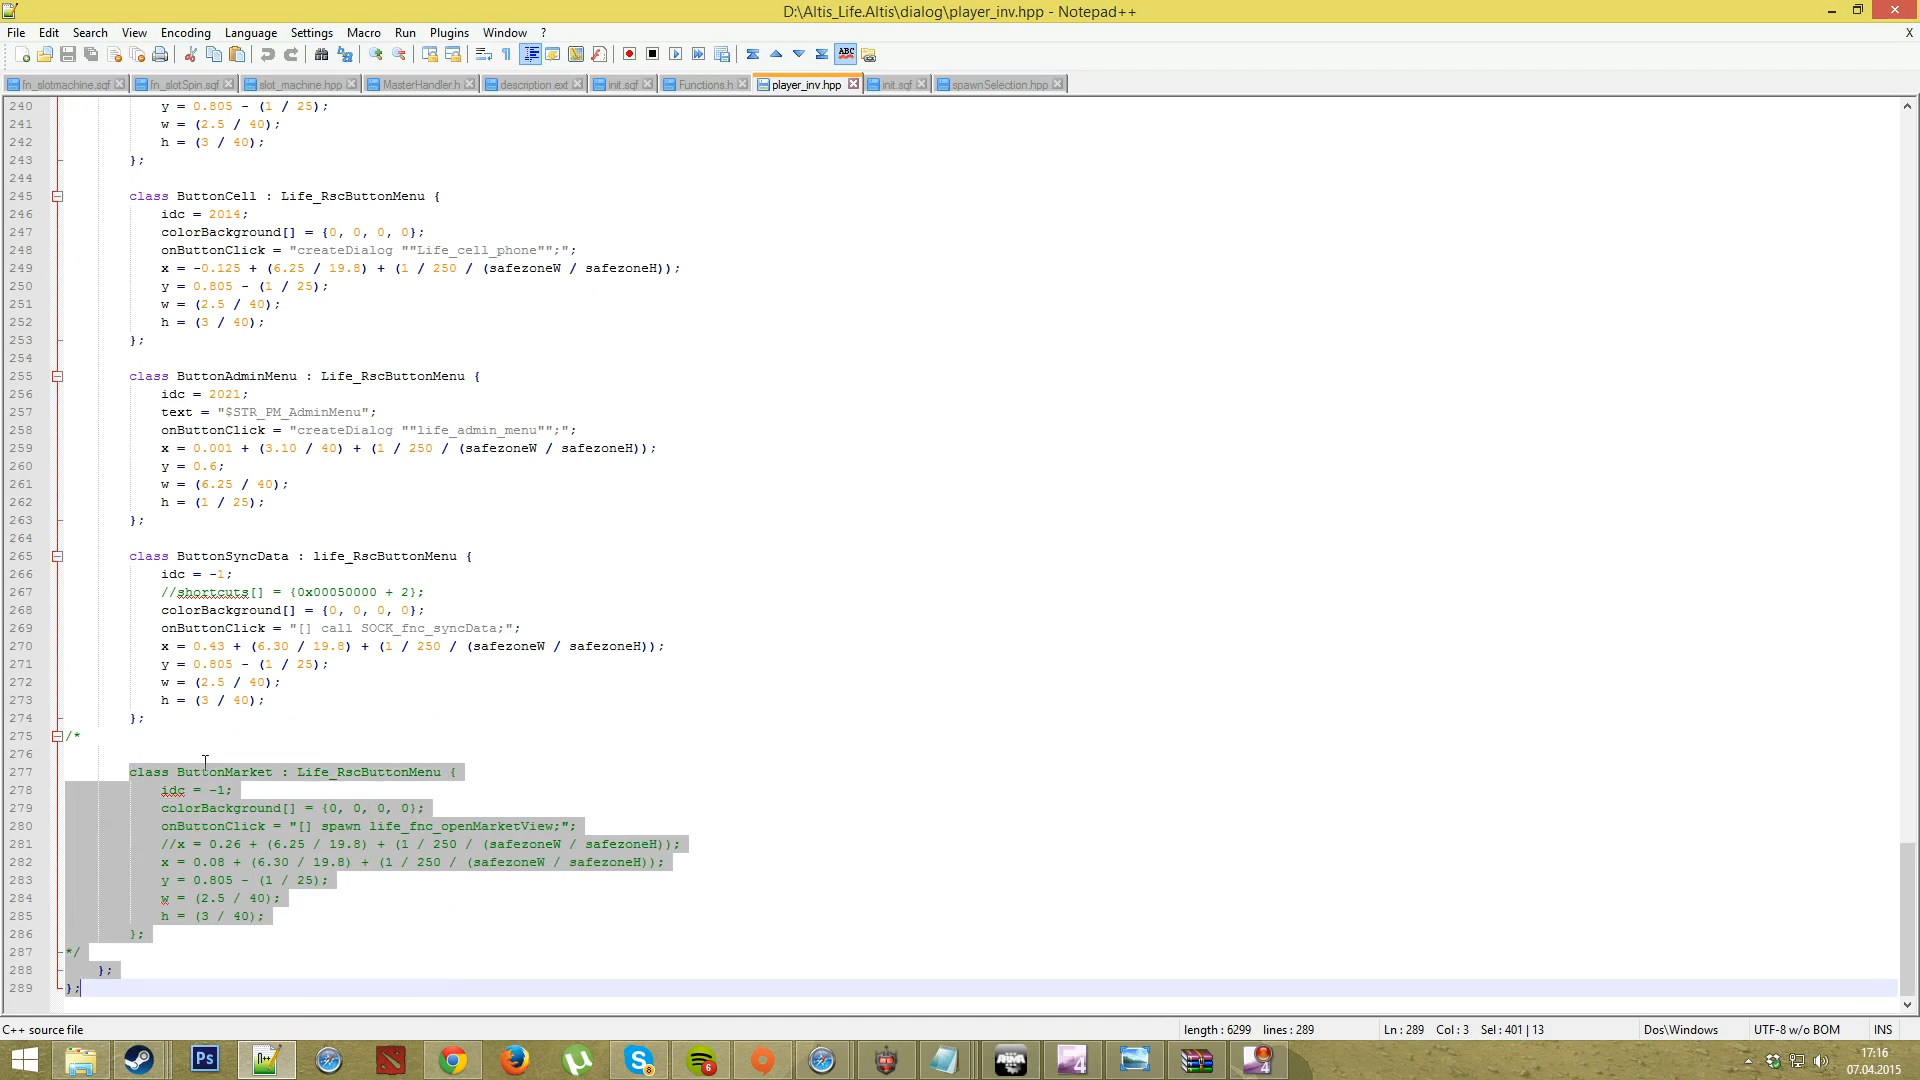 D:\Altis_Life.Altis\dialog\player_inv.hpp - Notepad++
File Edit Search View Encoding Language Settings Macro Run Plugins Window ? X
fn_slotmachine.sqf fn_slotSpin.sqf slot_machine.hpp MasterHandler.h description.ext init.sqf Functions.h player_inv.hpp init.sqf spawnSelection.hpp
240 y = 0.805 - (1 / 25);
241 w = (2.5 / 40);
242 h = (3 / 40);
243 };
244
245 class ButtonCell : Life_RscButtonMenu {
246 idc = 2014;
247 colorBackground[] = {0, 0, 0, 0};
248 onButtonClick = "createDialog ""Life_cell_phone"";";
249 x = -0.125 + (6.25 / 19.8) + (1 / 250 / (safezoneW / safezoneH));
250 y = 0.805 - (1 / 25);
251 w = (2.5 / 40);
252 h = (3 / 40);
253 };
254
255 class ButtonAdminMenu : Life_RscButtonMenu {
256 idc = 2021;
257 text = "$STR_PM_AdminMenu";
258 onButtonClick = "createDialog ""life_admin_menu"";";
259 x = 0.001 + (3.10 / 40) + (1 / 250 / (safezoneW / safezoneH));
260 y = 0.6;
261 w = (6.25 / 40);
262 h = (1 / 25);
263 };
264
265 class ButtonSyncData : life_RscButtonMenu {
266 idc = -1;
267 //shortcuts[] = {0x00050000 + 2};
268 colorBackground[] = {0, 0, 0, 0};
269 onButtonClick = "[] call SOCK_fnc_syncData;";
270 x = 0.43 + (6.30 / 19.8) + (1 / 250 / (safezoneW / safezoneH));
271 y = 0.805 - (1 / 25);
272 w = (2.5 / 40);
273 h = (3 / 40);
274 };
275 /*
276
277 class ButtonMarket : Life_RscButtonMenu {
278 idc = -1;
279 colorBackground[] = {0, 0, 0, 0};
280 onButtonClick = "[] spawn life_fnc_openMarketView;";
281 //x = 0.26 + (6.25 / 19.8) + (1 / 250 / (safezoneW / safezoneH));
282 x = 0.08 + (6.30 / 19.8) + (1 / 250 / (safezoneW / safezoneH));
283 y = 0.805 - (1 / 25);
284 w = (2.5 / 40);
285 h = (3 / 40);
286 };
287 */
288 };
289 };
C++ source file length : 6299 lines : 289 Ln : 289 Col : 3 Sel : 401 | 13 Dos\Windows UTF-8 w/o BOM INS
Ps n++ 8 6 4 4
17:16
07.04.2015